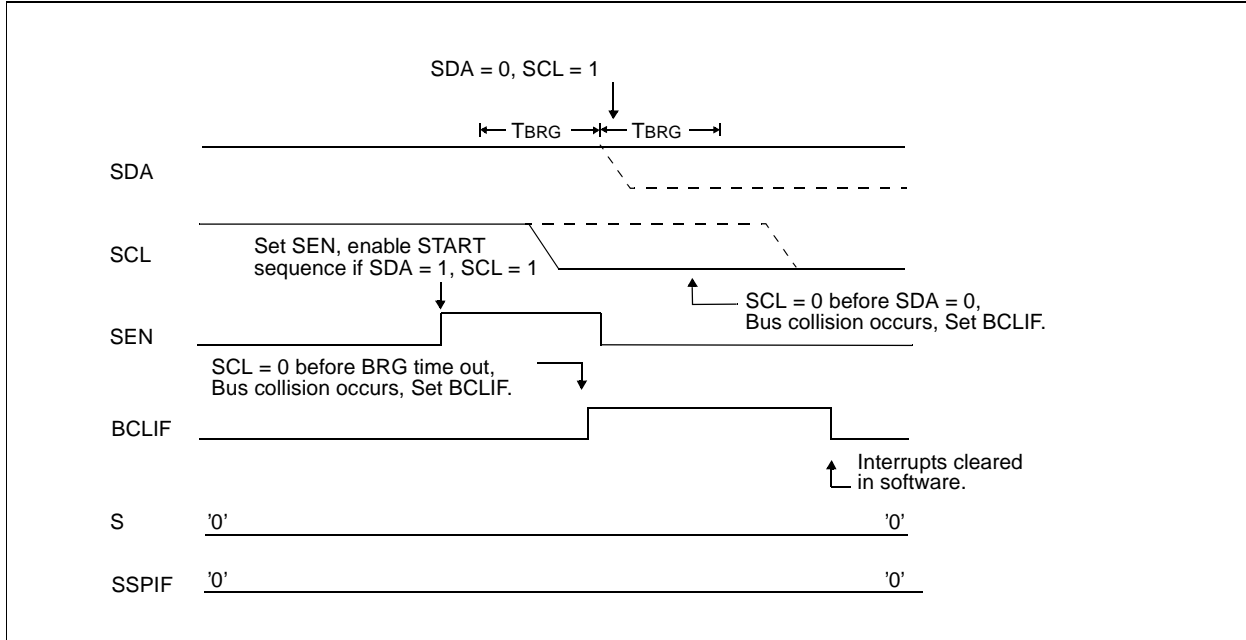 SDA = 0, SCL = 1
TBRG TBRG
SDA
SCL
Set SEN, enable START
sequence if SDA = 1, SCL = 1
SCL = 0 before SDA = 0,
Bus collision occurs, Set BCLIF.
SEN
SCL = 0 before BRG time out,
Bus collision occurs, Set BCLIF.
BCLIF
Interrupts cleared
in software.
S '0' '0'
SSPIF '0' '0'